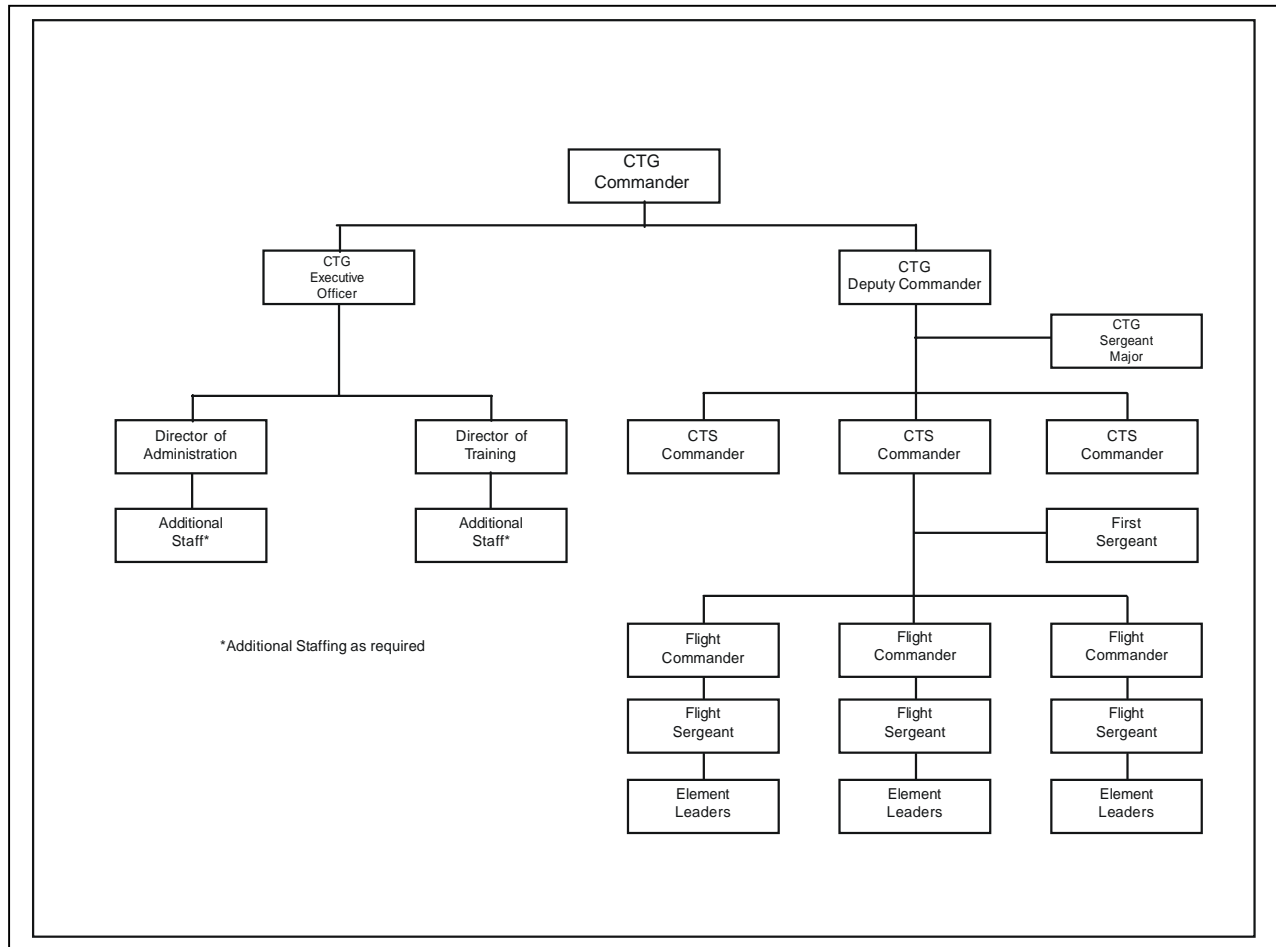 CTG
Commander
CTG
Executive
Officer
CTG
Deputy Commander
CTG
Sergeant
Major
Director of
Administration
Director of
Training
CTS
Commander
CTS
Commander
CTS
Commander
Additional
Staff*
Additional
Staff*
First
Sergeant
*Additional Staffing as required
Flight
Commander
Flight
Commander
Flight
Commander
Flight
Sergeant
Flight
Sergeant
Flight
Sergeant
Element
Leaders
Element
Leaders
Element
Leaders